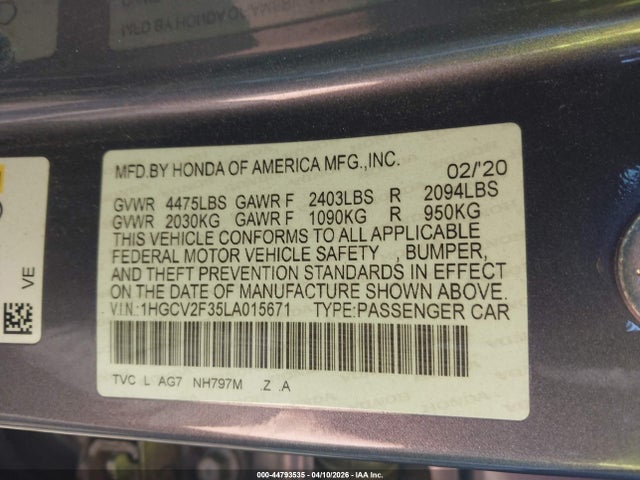 MFD.BY HONDA OF AMERICA MFG.,INC. 02/'20
GVWR 4475LBS GAWR F 2403LBS R 2094LBS
GVWR 2030KG GAWR F 1090KG R 950KG
THIS VEHICLE CONFORMS TO ALL APPLICABLE
FEDERAL MOTOR VEHICLE SAFETY , BUMPER,
AND THEFT PREVENTION STANDARDS IN EFFECT
ON THE DATE OF MANUFACTURE SHOWN ABOVE.
V.I.N.:1HGCV2F35LA015671 TYPE:PASSENGER CAR
TVC L AG7 NH797M .Z .A
VE
000-44793535 - 04/10/2026 - IAA Inc.